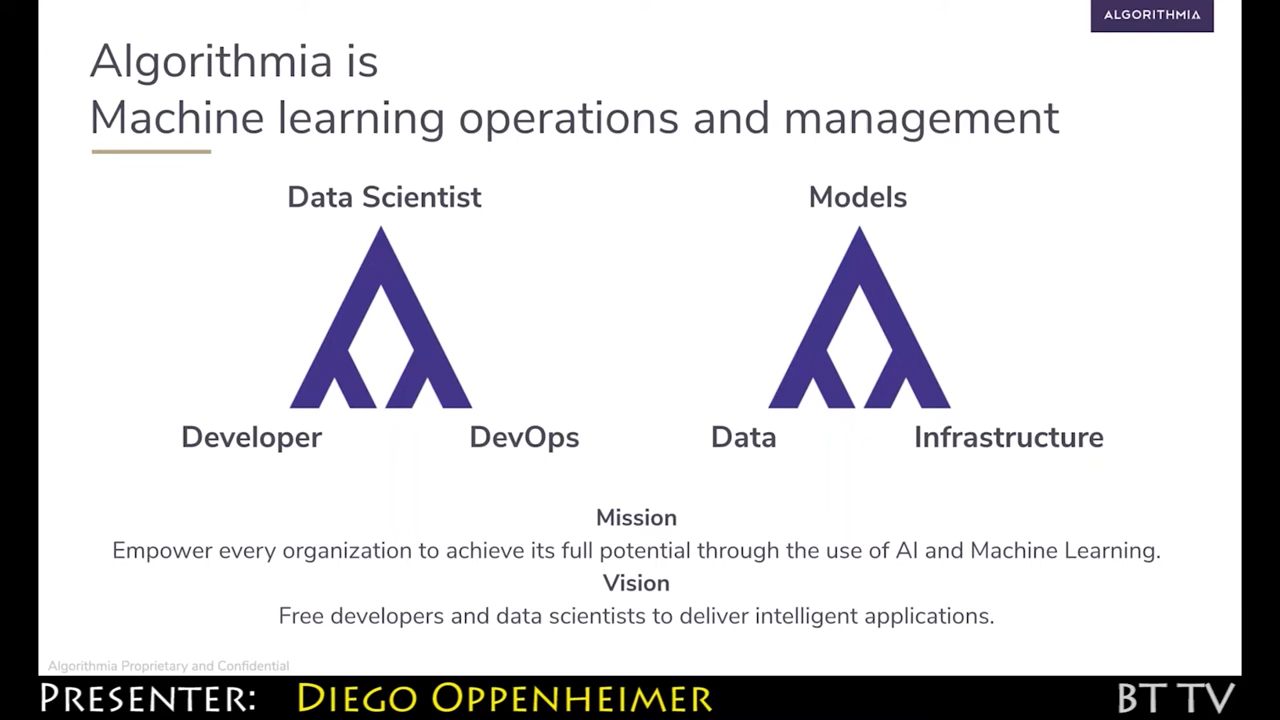 ALGORITHMIA
Algorithmia is
Machine learning operations and management
Data Scientist
Models
Developer
DevOps
Data
Infrastructure
Mission
Empower every organization to achieve its full potential through the use of AI and Machine Learning.
Vision
Free developers and data scientists to deliver intelligent applications.
Algorithmia Proprietary and Confidential
PRESENTER: DIEGO OPPENHEIMER
BT TV